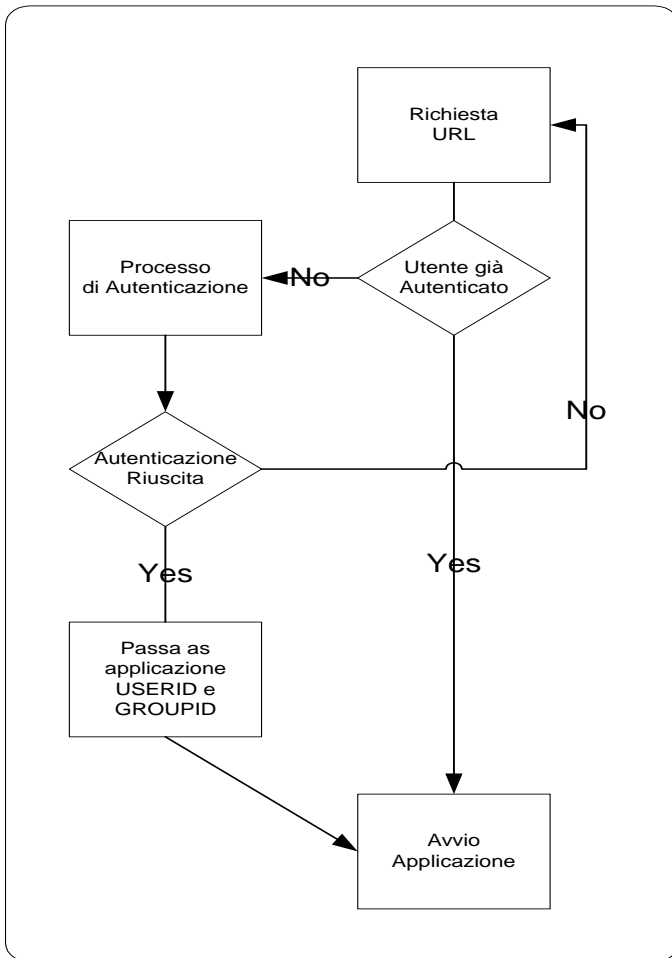 Richiesta
URL
Utente già
Autenticato
No
Processo
di Autenticazione
Autenticazione
Riuscita
No
Yes
Yes
Passa as
applicazione
USERID e
GROUPID
Avvio
Applicazione